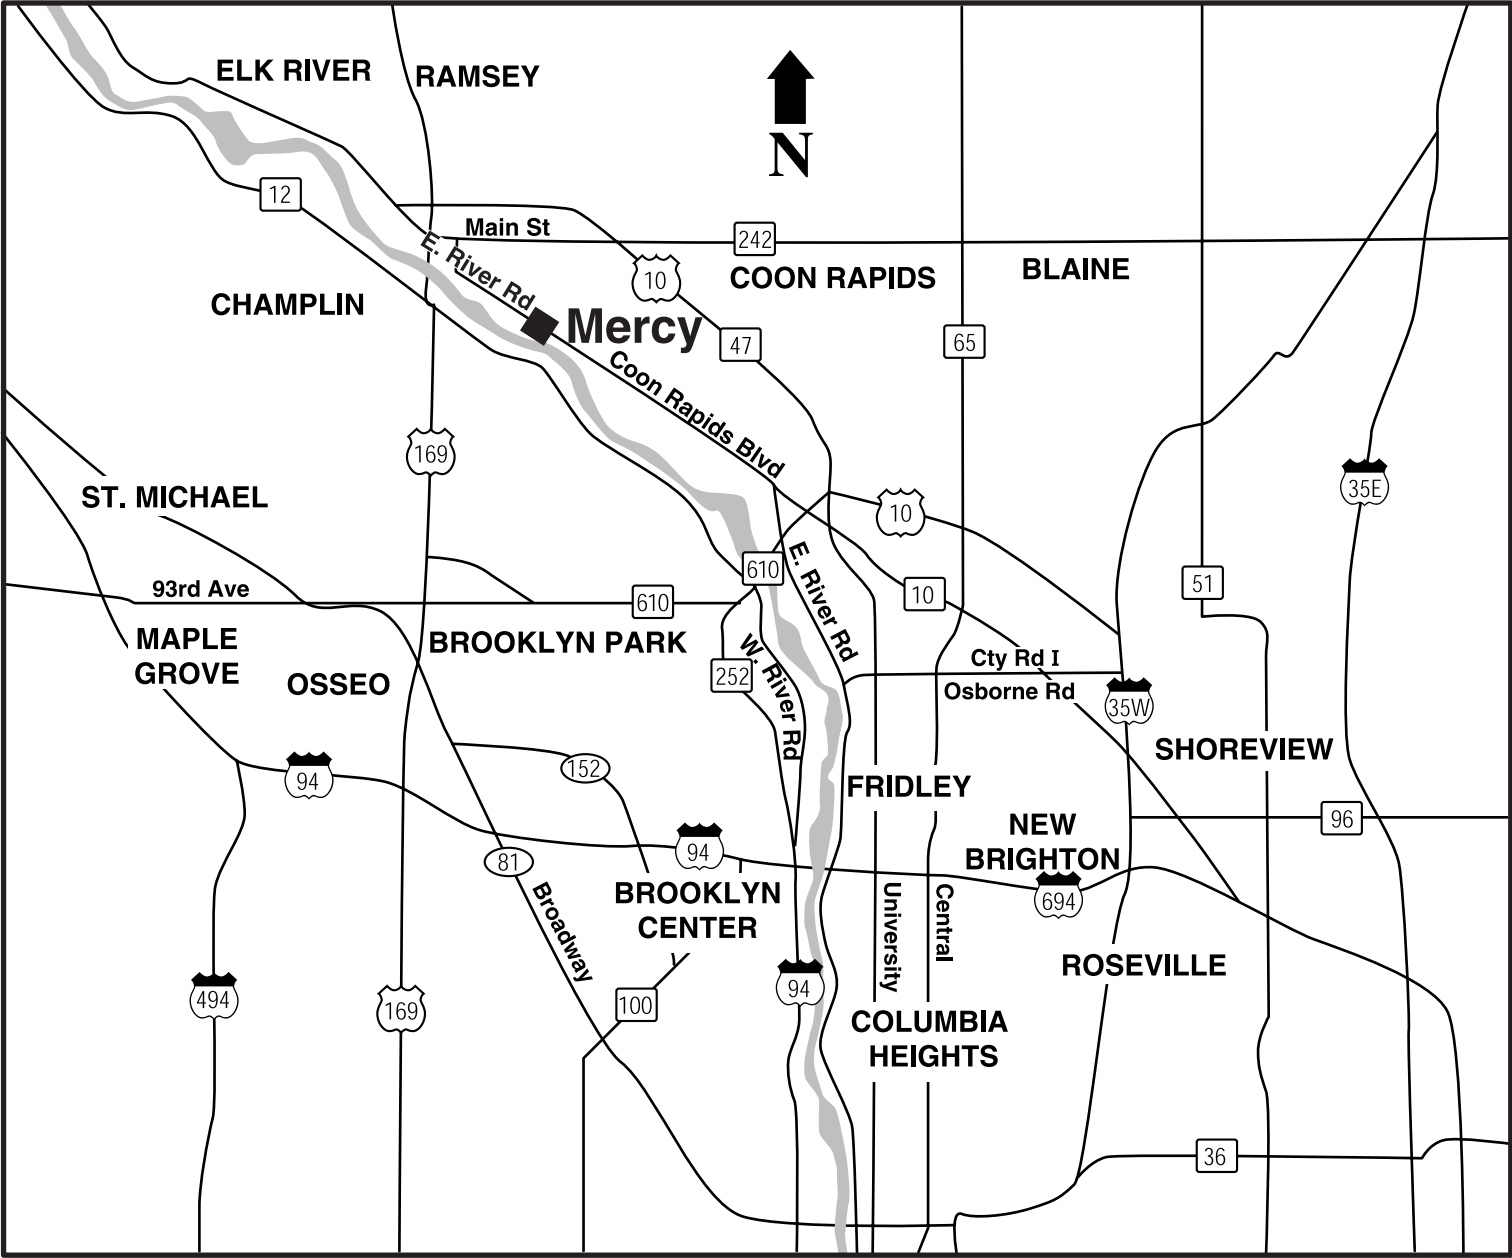 ELK RIVER
RAMSEY
N
12
Main St
242
E. River Rd
10
COON RAPIDS
BLAINE
CHAMPLIN
Mercy
47
65
Coon Rapids Blvd
169
35E
ST. MICHAEL
10
610
E. River Rd
51
93rd Ave
610
10
MAPLE
GROVE
BROOKLYN PARK
OSSEO
252
W. River Rd
Cty Rd I
Osborne Rd
35W
SHOREVIEW
94
152
FRIDLEY
96
NEW
BRIGHTON
94
81
694
BROOKLYN
CENTER
Broadway
University
Central
ROSEVILLE
494
169
100
94
COLUMBIA
HEIGHTS
36